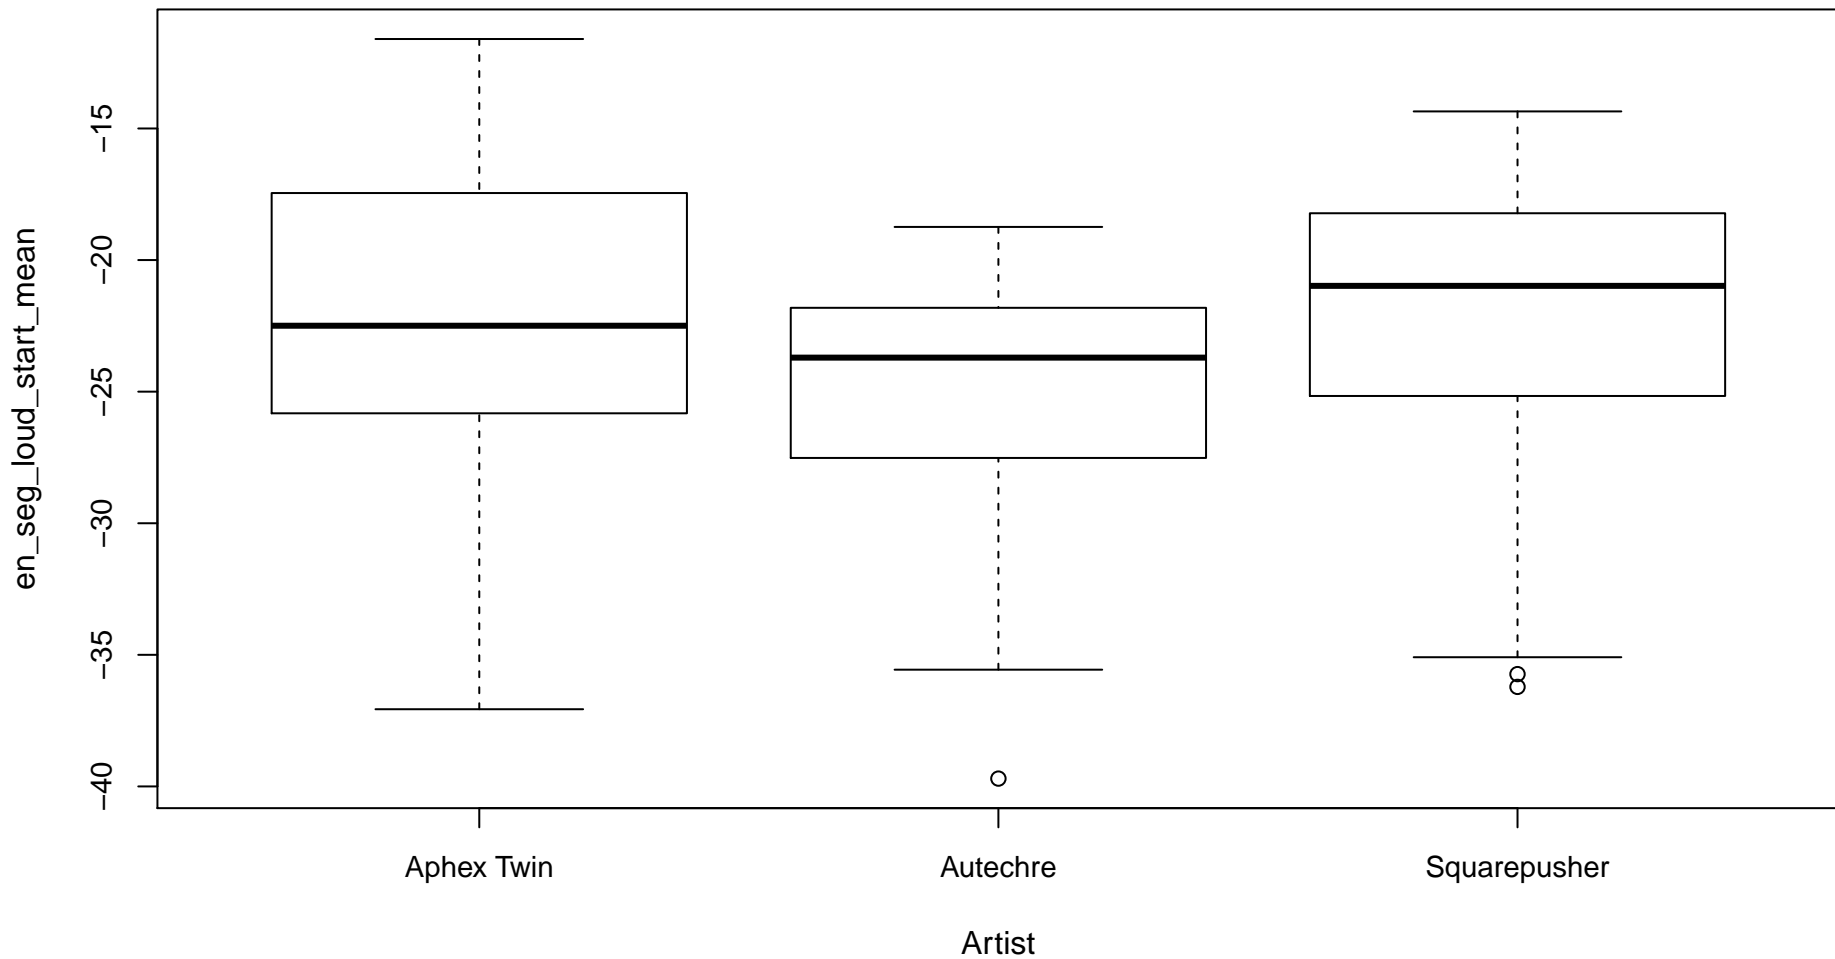 en_seg_loud_start_mean
−15
−20
−25
−30
−35
−40
Aphex Twin
Autechre
Squarepusher
Artist